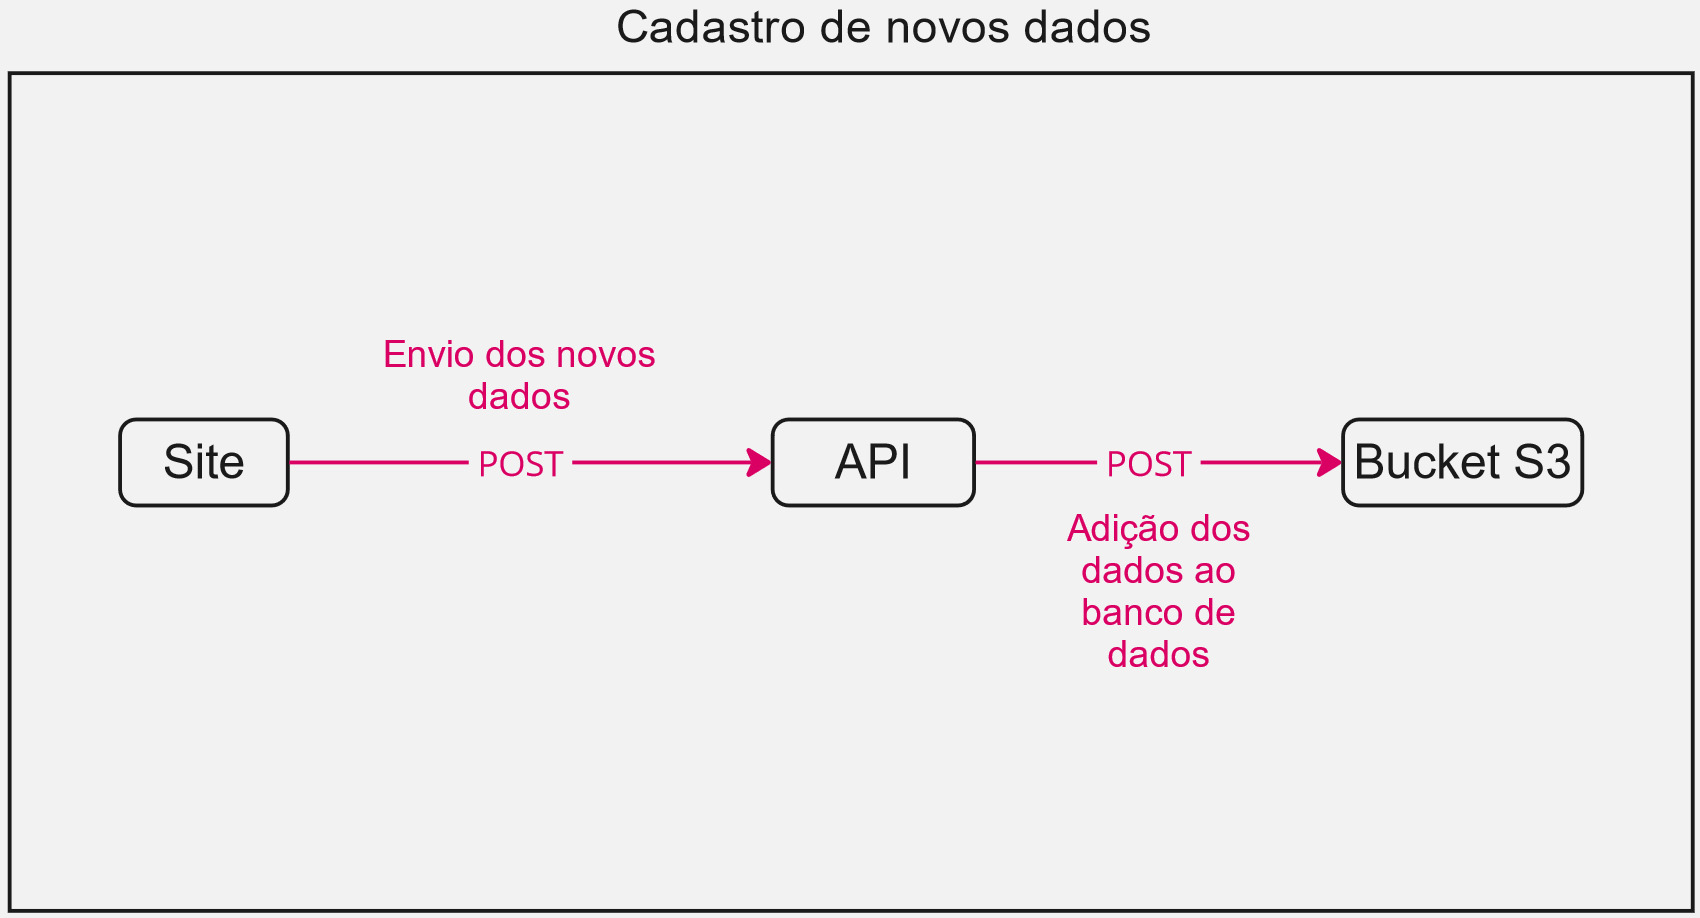 Cadastro de novos dados
Envio dos novos
dados
Site
POST
API
POST
Bucket S3
Adição dos
dados ao
banco de
dados